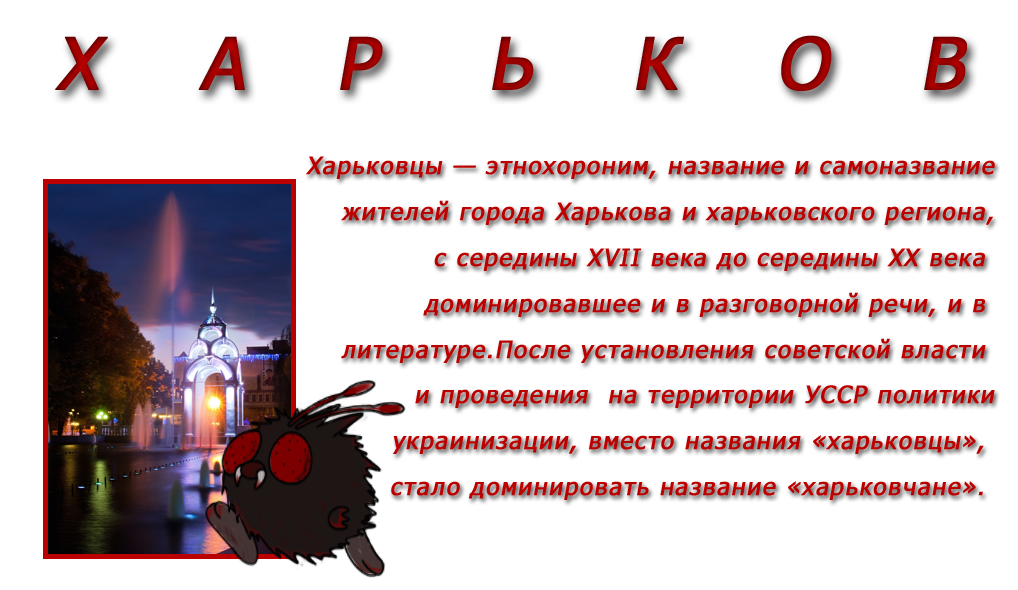 ХАРЬКОВ
Харьковцы — этнохороним, название и самоназвание
жителей города Харькова и харьковского региона,
с середины XVII века до середины XX века
доминировавшее и в разговорной речи, и в
литературе.После установления советской власти
и проведения  на территории УССР политики
украинизации, вместо названия «харьковцы»,
стало доминировать название «харьковчане».